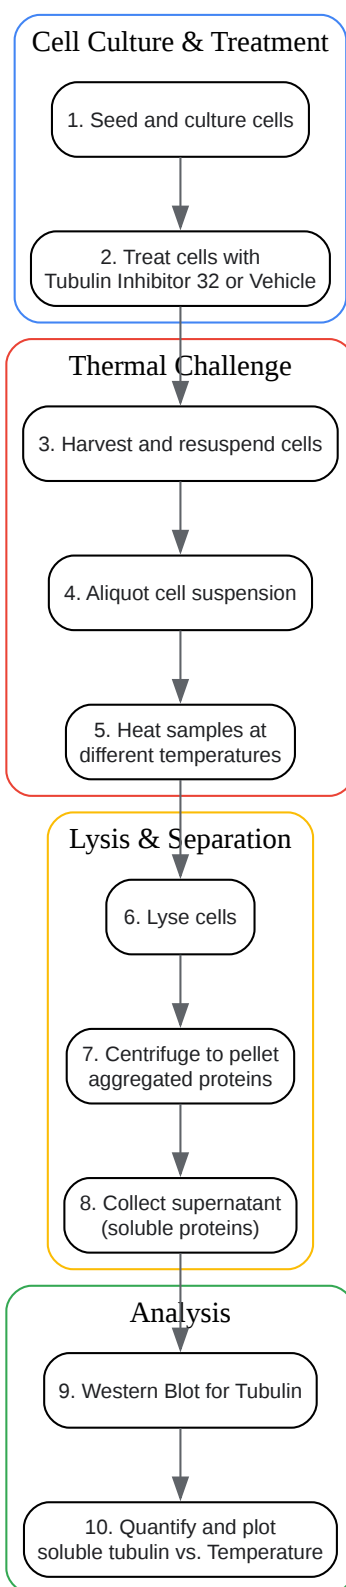 Cell Culture & Treatment
1. Seed and culture cells
2. Treat cells with
Tubulin Inhibitor 32 or Vehicle
Thermal Challenge
3. Harvest and resuspend cells
4. Aliquot cell suspension
5. Heat samples at
different temperatures
Lysis & Separation
6. Lyse cells
7. Centrifuge to pellet
aggregated proteins
8. Collect supernatant
(soluble proteins)
Analysis
9. Western Blot for Tubulin
10. Quantify and plot
soluble tubulin vs. Temperature